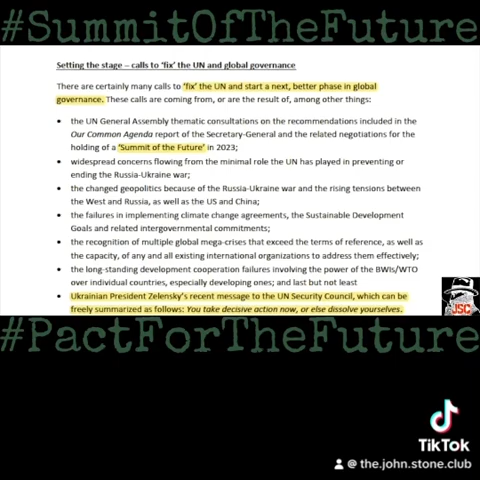 #SummitOfTheFuture
Setting the stage – calls to ‘fix’ the UN and global governance
There are certainly many calls to ‘fix’ the UN and start a next, better phase in global
governance. These calls are coming from, or are the result of, among other things:
• the UN General Assembly thematic consultations on the recommendations included in the
Our Common Agenda report of the Secretary-General and the related negotiations for the
holding of a ‘Summit of the Future’ in 2023;
• widespread concerns flowing from the minimal role the UN has played in preventing or
ending the Russia-Ukraine war;
• the changed geopolitics because of the Russia-Ukraine war and the rising tensions between
the West and Russia, as well as the US and China;
• the failures in implementing climate change agreements, the Sustainable Development
Goals and related intergovernmental commitments;
• the recognition of multiple global mega-crises that exceed the terms of reference, as well as
the capacity, of any and all existing international organizations to address them effectively;
• the long-standing development cooperation failures involving the power of the BWIs/WTO
over individual countries, especially developing ones; and last but not least
• Ukrainian President Zelensky’s recent message to the UN Security Council, which can be
freely summarized as follows: You take decisive action now, or else dissolve yourselves.
JSC
#PactForTheFuture
TikTok
@ the.john.stone.club